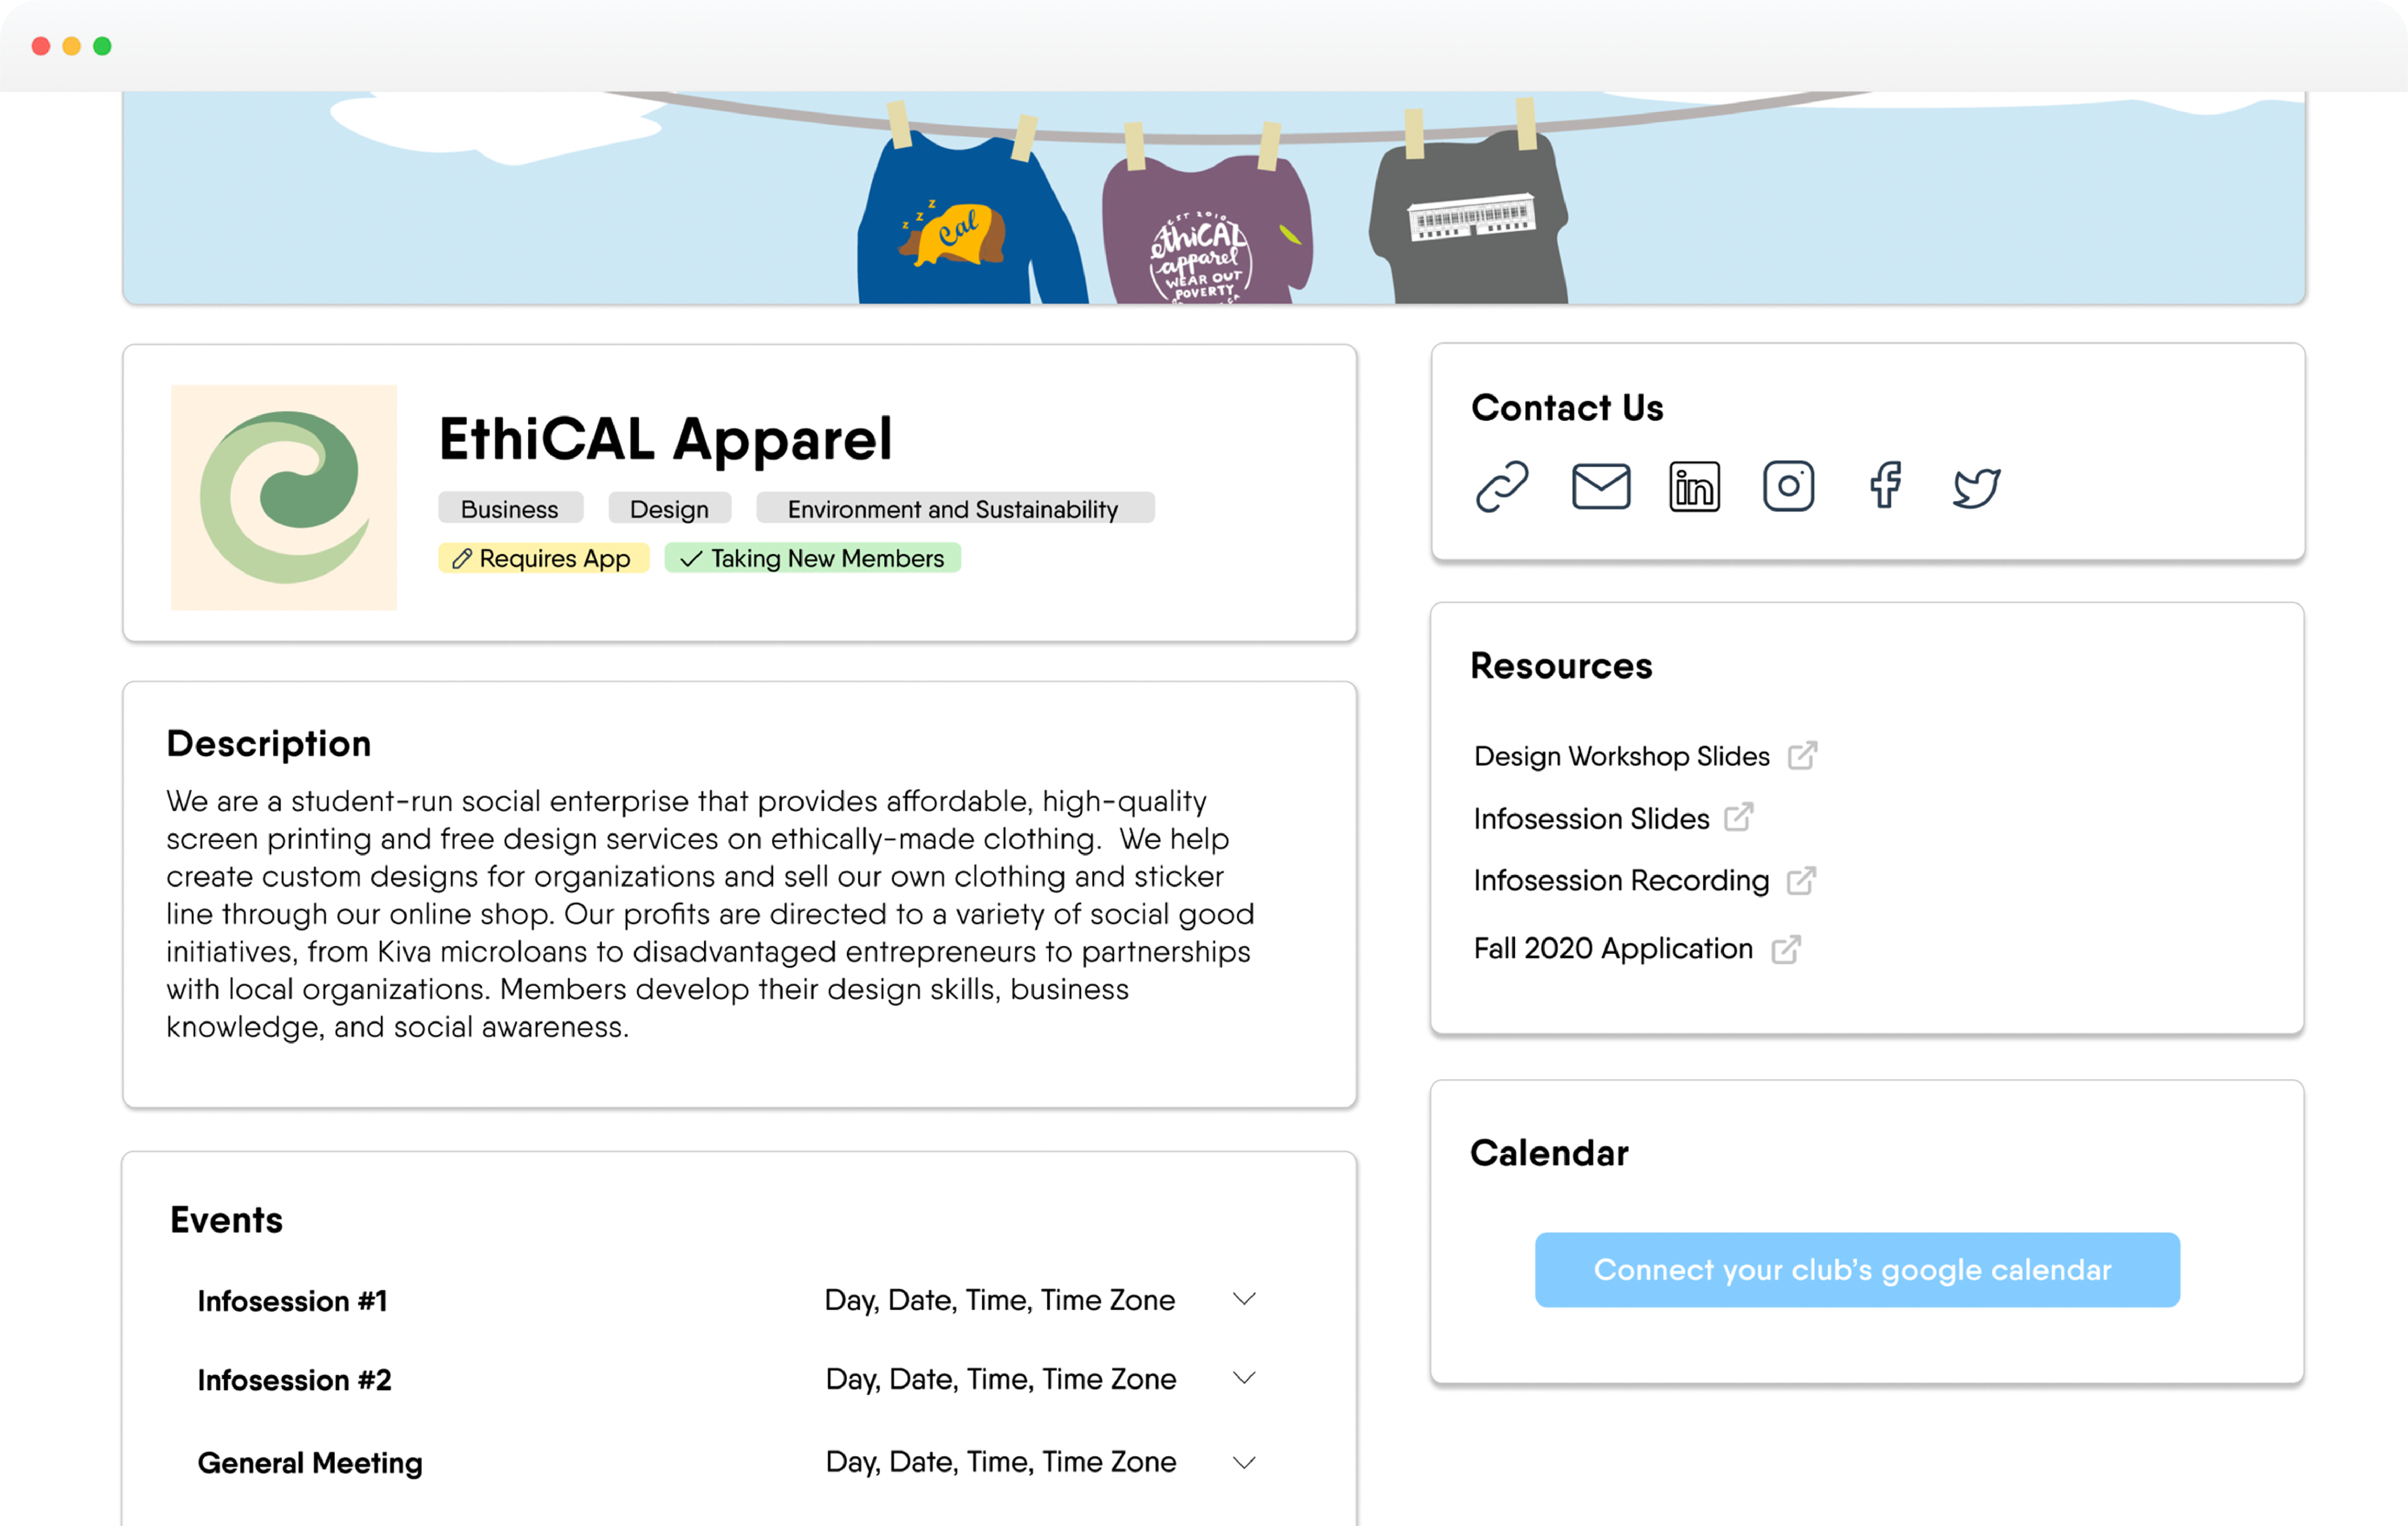 Cal
z
z
z
EST 2010
ethiCAL
apparel
WEAR OUT
POVERTY
EthiCAL Apparel
Business
Design
Environment and Sustainability
Requires App
Taking New Members
Description
We are a student-run social enterprise that provides affordable, high-quality
screen printing and free design services on ethically-made clothing.  We help
create custom designs for organizations and sell our own clothing and sticker
line through our online shop. Our profits are directed to a variety of social good
initiatives, from Kiva microloans to disadvantaged entrepreneurs to partnerships
with local organizations. Members develop their design skills, business
knowledge, and social awareness.
Events
Infosession #1 Day, Date, Time, Time Zone
Infosession #2 Day, Date, Time, Time Zone
General Meeting Day, Date, Time, Time Zone
Contact Us
in
Resources
Design Workshop Slides
Infosession Slides
Infosession Recording
Fall 2020 Application
Calendar
Connect your club's google calendar